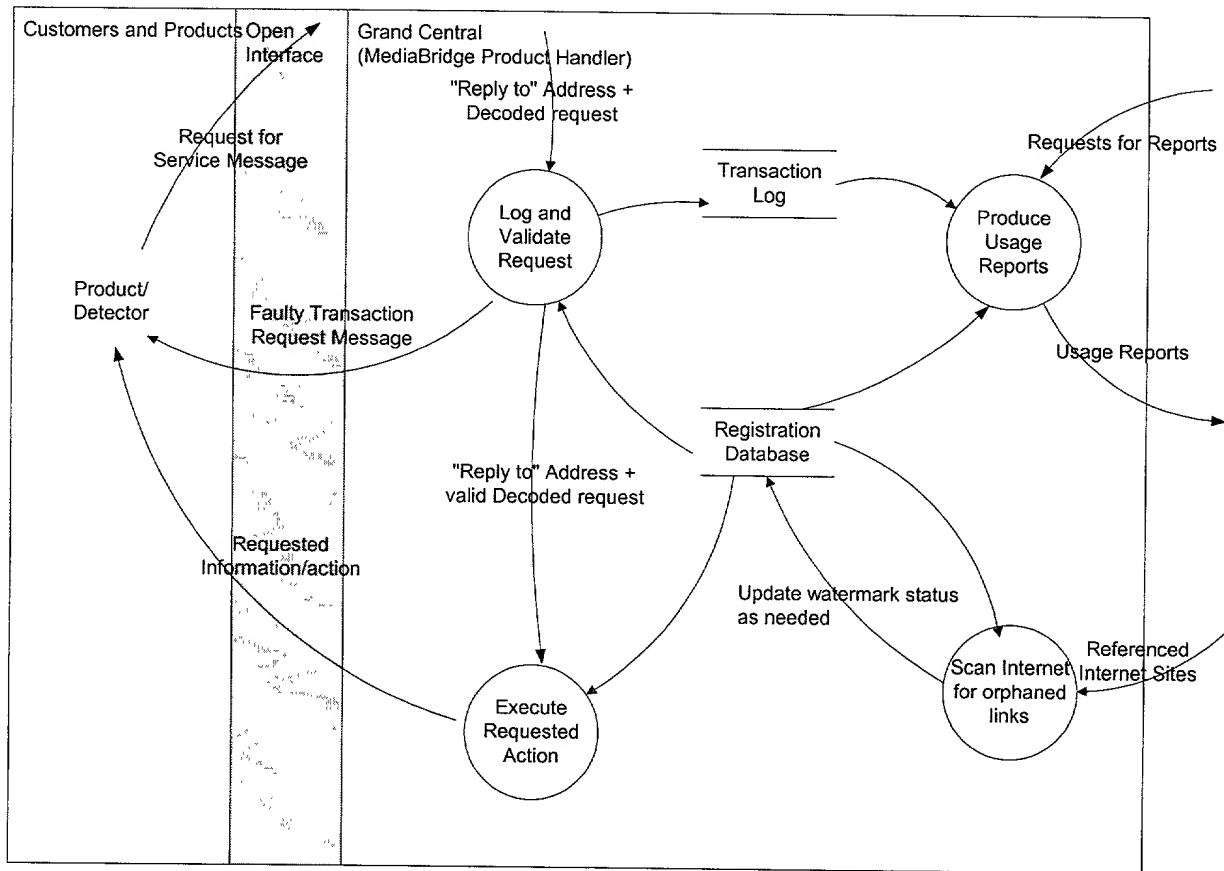 Customers and Products
Open
Interface
Grand Central
(MediaBridge Product Handler)
"Reply to" Address +
Decoded request
Request for
Service Message
Requests for Reports
Transaction
Log
Log and
Validate
Request
Produce
Usage
Reports
Product/
Detector
Faulty Transaction
Request Message
Usage Reports
Registration
Database
"Reply to" Address +
valid Decoded request
Requested
Information/action
Update watermark status
as needed
Referenced
Internet Sites
Scan Internet
for orphaned
links
Execute
Requested
Action